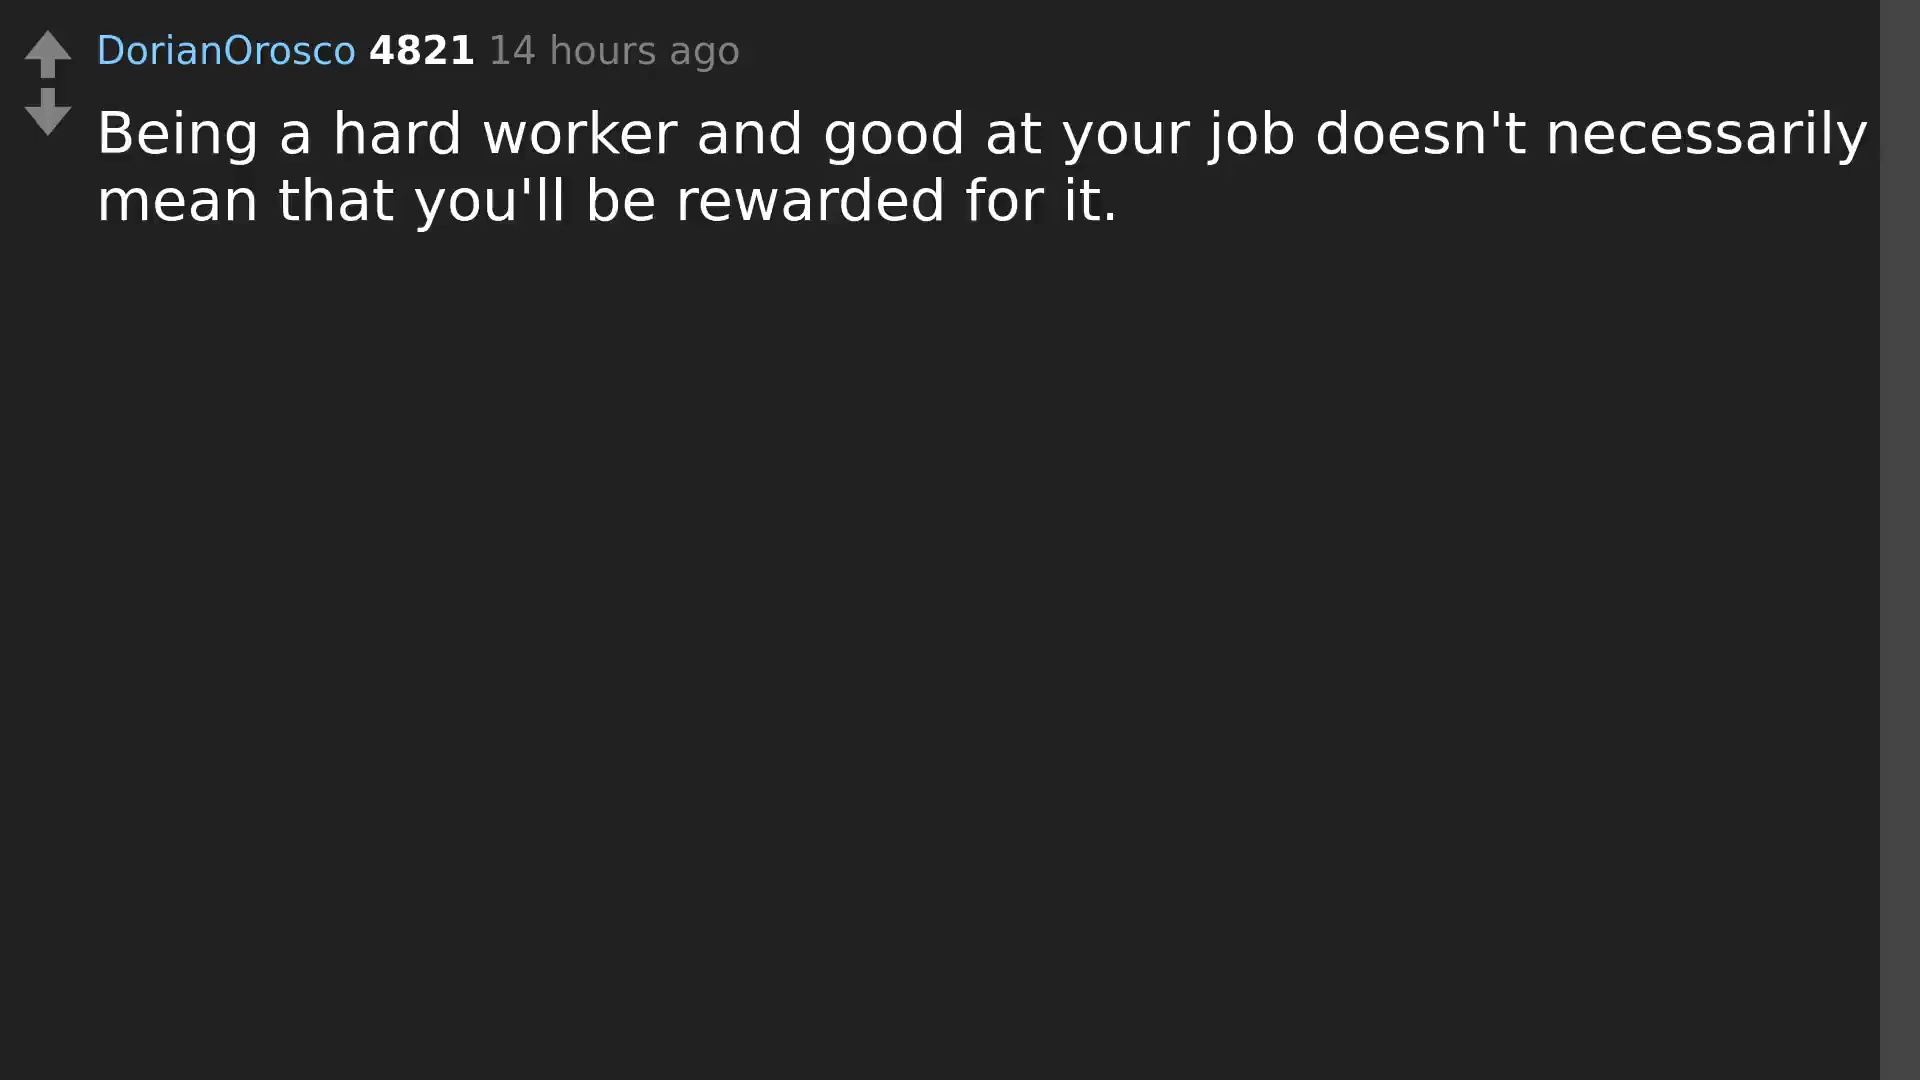 DorianOrosco 4821 14 hours ago
Being a hard worker and good at your job doesn't necessarily
mean that you'll be rewarded for it.